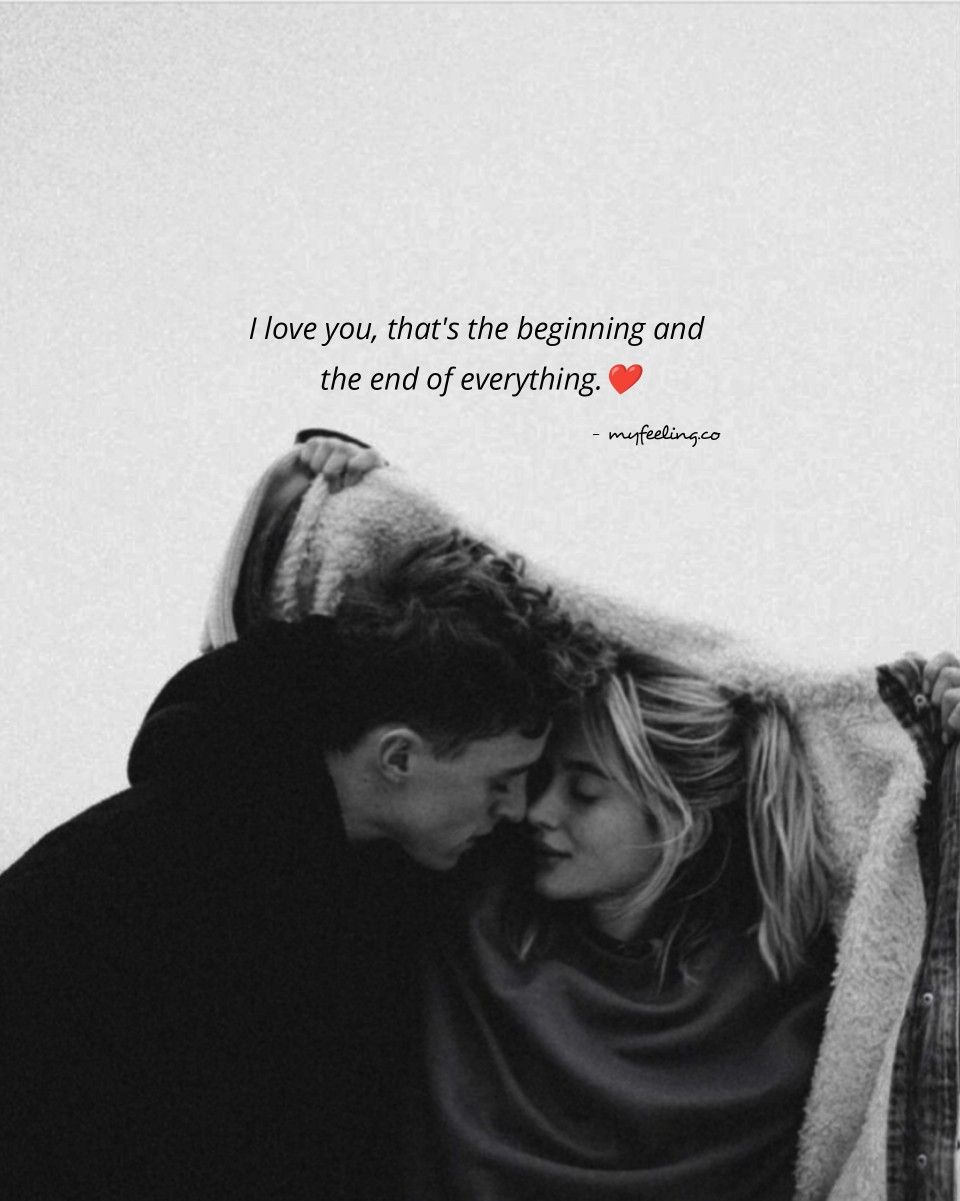 I love you, that's the beginning and
the end of everything.❤️
- myfeeling.co